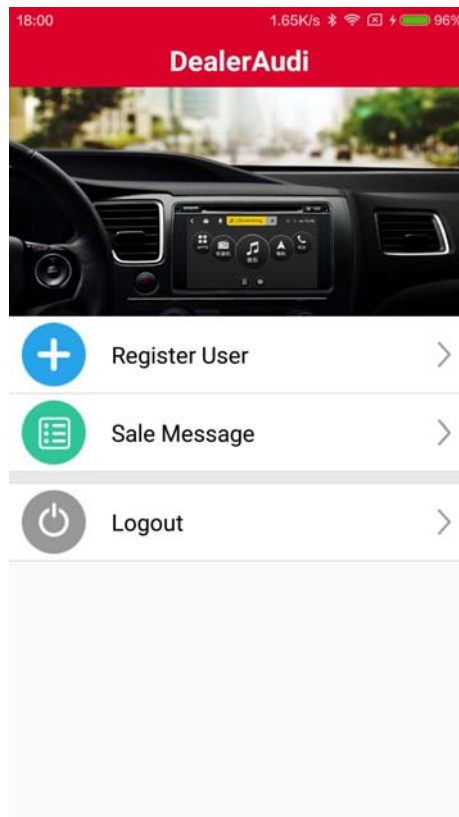 18:00 1.65K/s 96%
DealerAudi
Register User
Sale Message
Logout